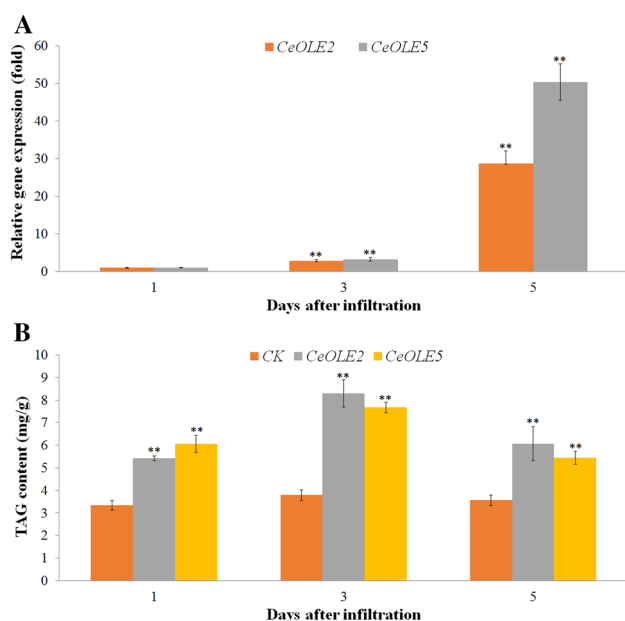 A
CeOLE2 CeOLE5
Relative gene expression (fold)
60
50
40
30
20
10
0
** ** ** **
1 3 5
Days after infiltration
B
CK CeOLE2 CeOLE5
TAG content (mg/g)
10
9
8
7
6
5
4
3
2
1
0
** ** ** ** ** **
1 3 5
Days after infiltration